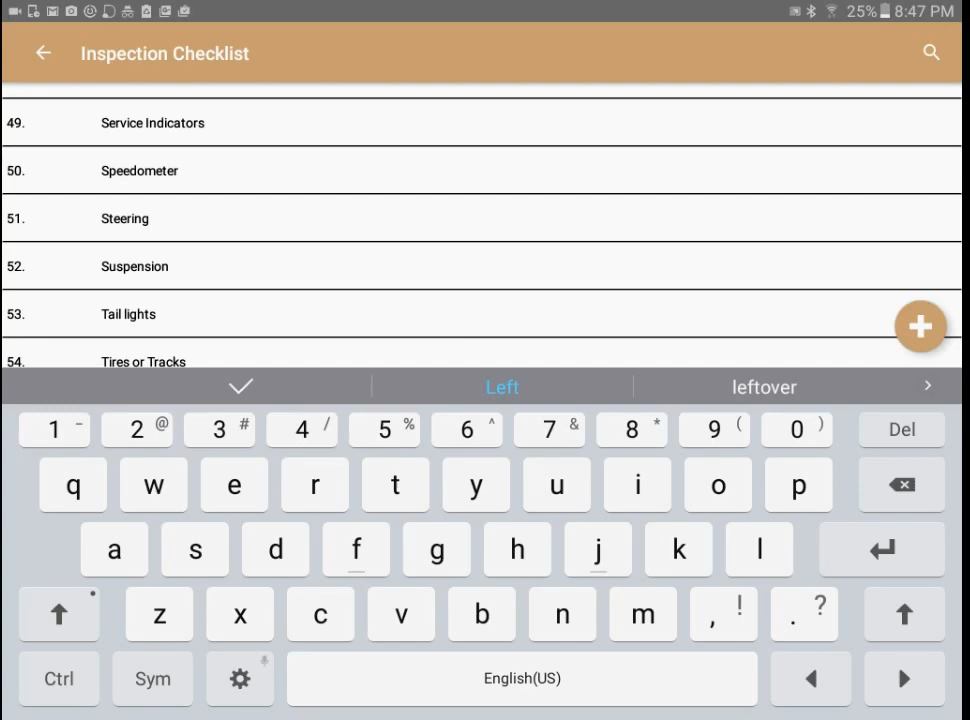 25% 8:47 PM
Inspection Checklist
49. Service Indicators
50. Speedometer
51. Steering
52. Suspension
53. Tail lights
54. Tires or Tracks
Left leftover
1 - 2 @ 3 # 4 / 5 % 6 ^ 7 & 8 * 9 ( 0 ) Del
q w e r t y u i o p
a s d f g h j k l
z x c v b n m , ! . ?
Ctrl Sym English(US)